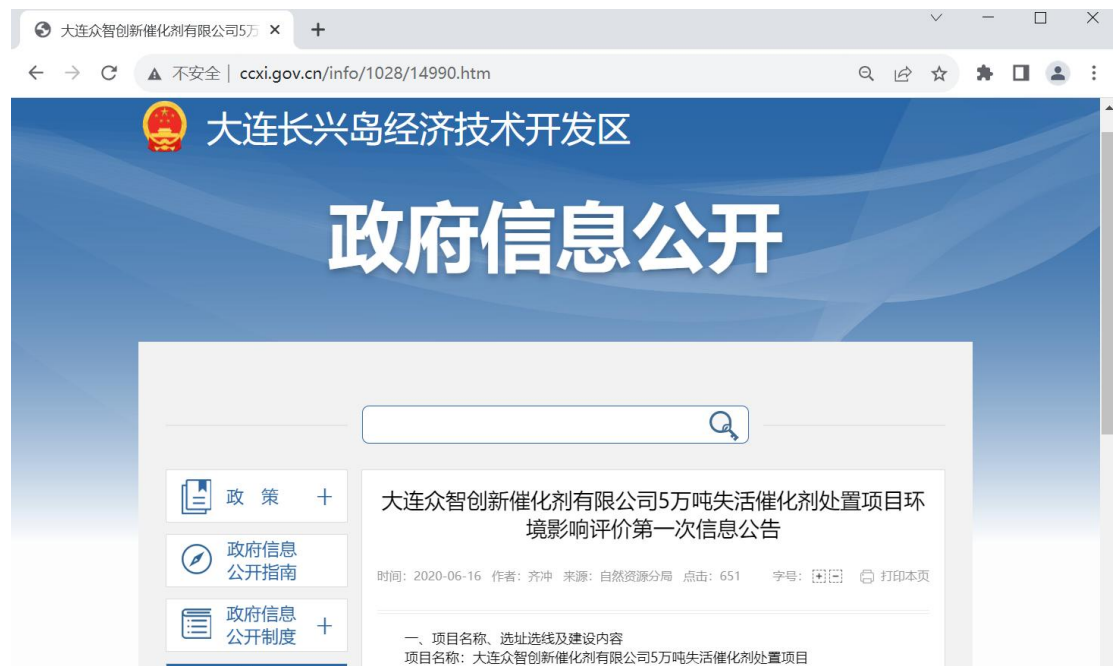 大连众智创新催化剂有限公司5万
不安全 | ccxi.gov.cn/info/1028/14990.htm
大连长兴岛经济技术开发区
政府信息公开
政 策 +
政府信息
公开指南
政府信息
公开制度 +
大连众智创新催化剂有限公司5万吨失活催化剂处置项目环
境影响评价第一次信息公告
时间：2020-06-16 作者：齐冲 来源：自然资源分局 点击：651 字号：[+][-] 打印本页
一、项目名称、选址选线及建设内容
项目名称：大连众智创新催化剂有限公司5万吨失活催化剂处置项目